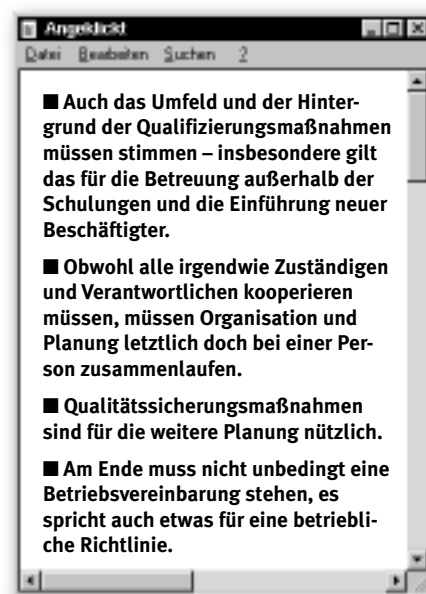 Angeklickt
Datei Bearbeiten Suchen ?
■ Auch das Umfeld und der Hinter-
grund der Qualifizierungsmaßnahmen
müssen stimmen – insbesondere gilt
das für die Betreuung außerhalb der
Schulungen und die Einführung neuer
Beschäftigter.
■ Obwohl alle irgendwie Zuständigen
und Verantwortlichen kooperieren
müssen, müssen Organisation und
Planung letztlich doch bei einer Per-
son zusammenlaufen.
■ Qualitätssicherungsmaßnahmen
sind für die weitere Planung nützlich.
■ Am Ende muss nicht unbedingt eine
Betriebsvereinbarung stehen, es
spricht auch etwas für eine betriebli-
che Richtlinie.